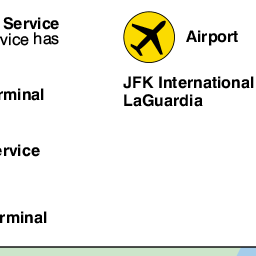 Service
vice has
rminal
ervice
rminal
Airport
JFK International
LaGuardia